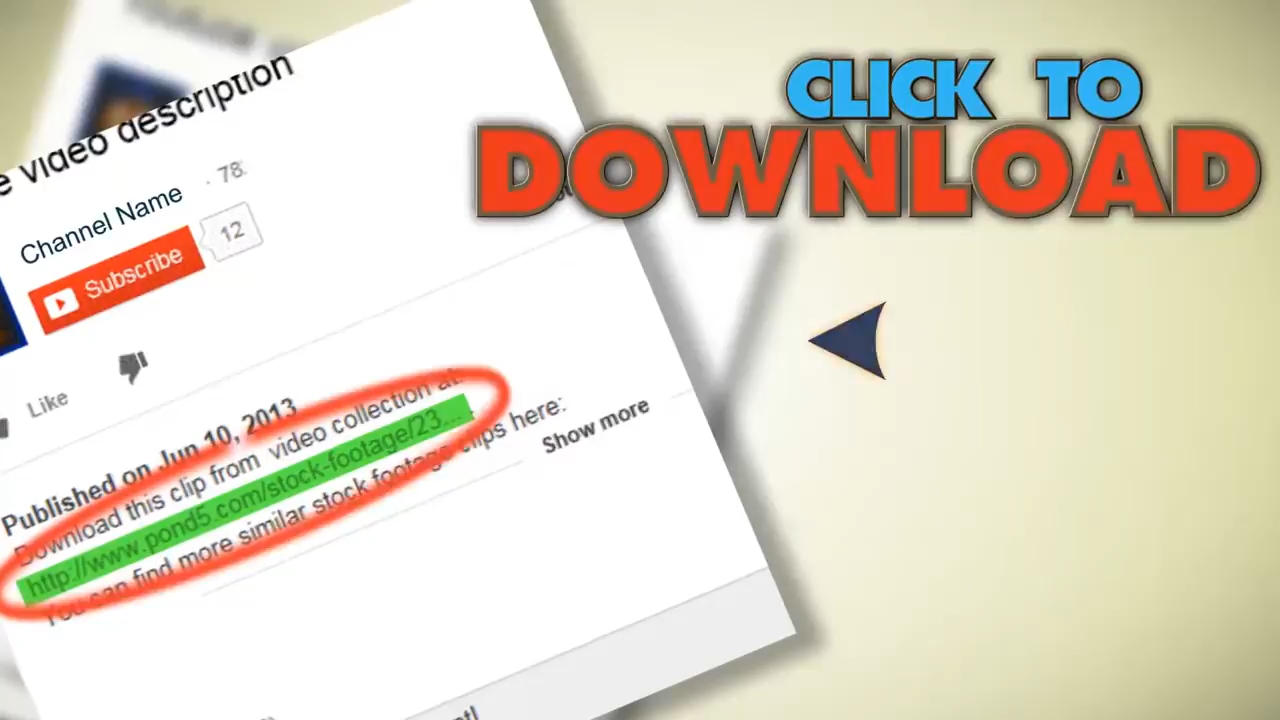 CLICK TO
DOWNLOAD
e video description
Channel Name
78
Subscribe
12
Like
Published on Jun 10, 2013
Download this clip from video collection at:
http://www.pond5.com/stock-footage/23...
You can find more similar stock footage clips here:
Show more